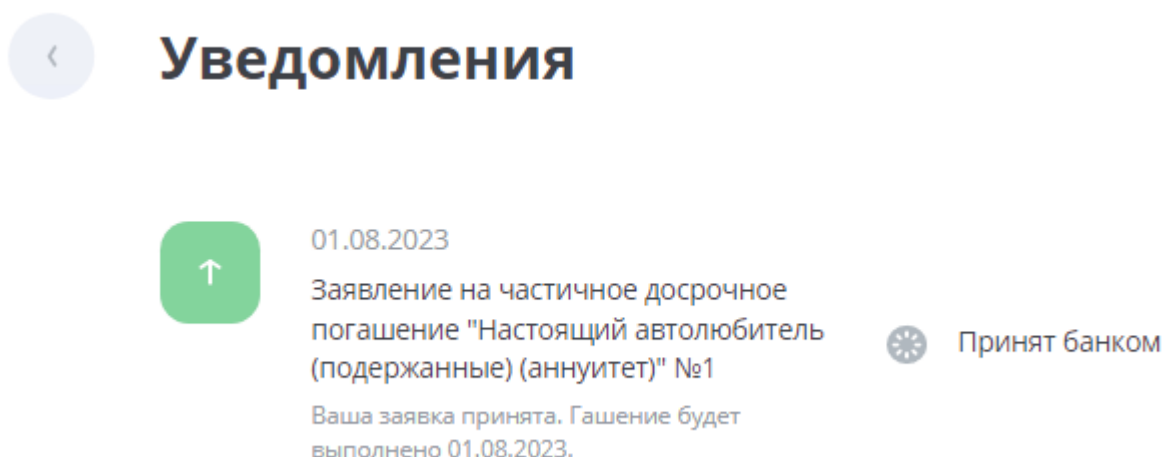 Уведомления
01.08.2023
Заявление на частичное досрочное
погашение "Настоящий автолюбитель
(подержанные) (аннуитет)" №1
Принят банком
Ваша заявка принята. Гашение будет
выполнено 01.08.2023.